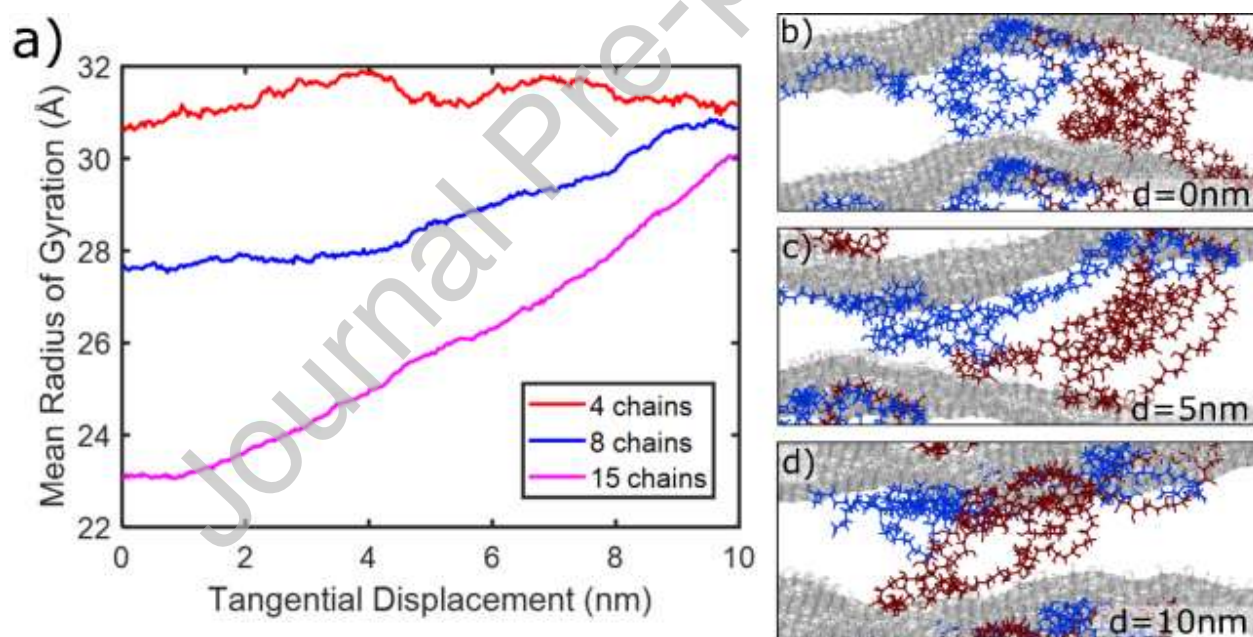 a)
Mean Radius of Gyration (Å)
32
30
28
26
24
22
0
2
4
6
8
10
Tangential Displacement (nm)
4 chains
8 chains
15 chains
Journal Pre-p
b)
d=0nm
c)
d=5nm
d)
d=10nm